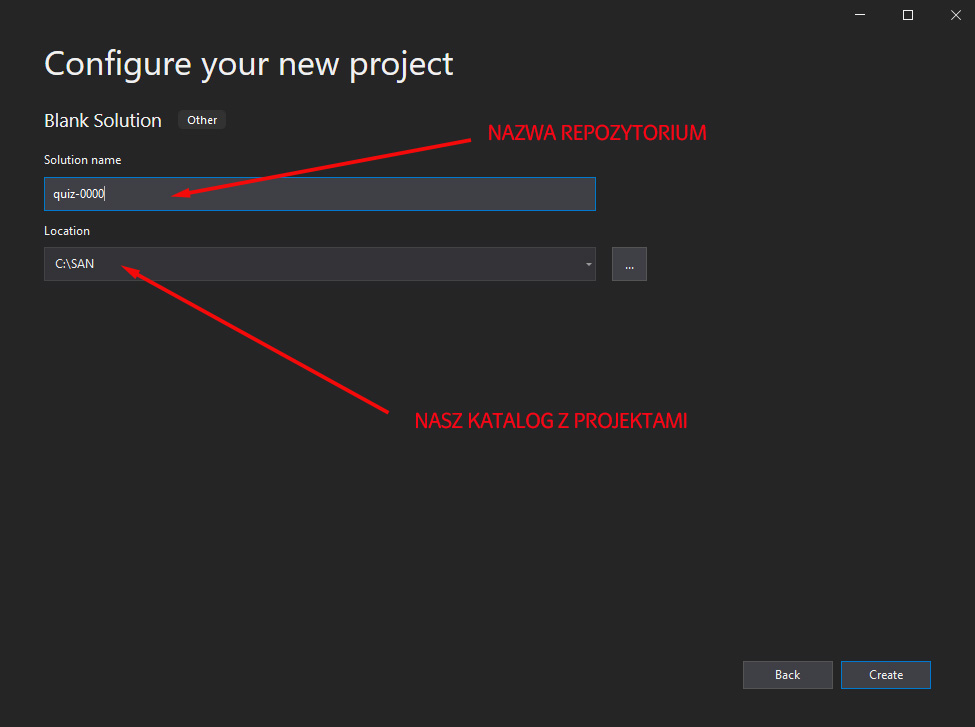 Configure your new project
Blank Solution Other
NAZWA REPOZYTORIUM
Solution name
quiz-0000
Location
C:\SAN
...
NASZ KATALOG Z PROJEKTAMI
Back Create